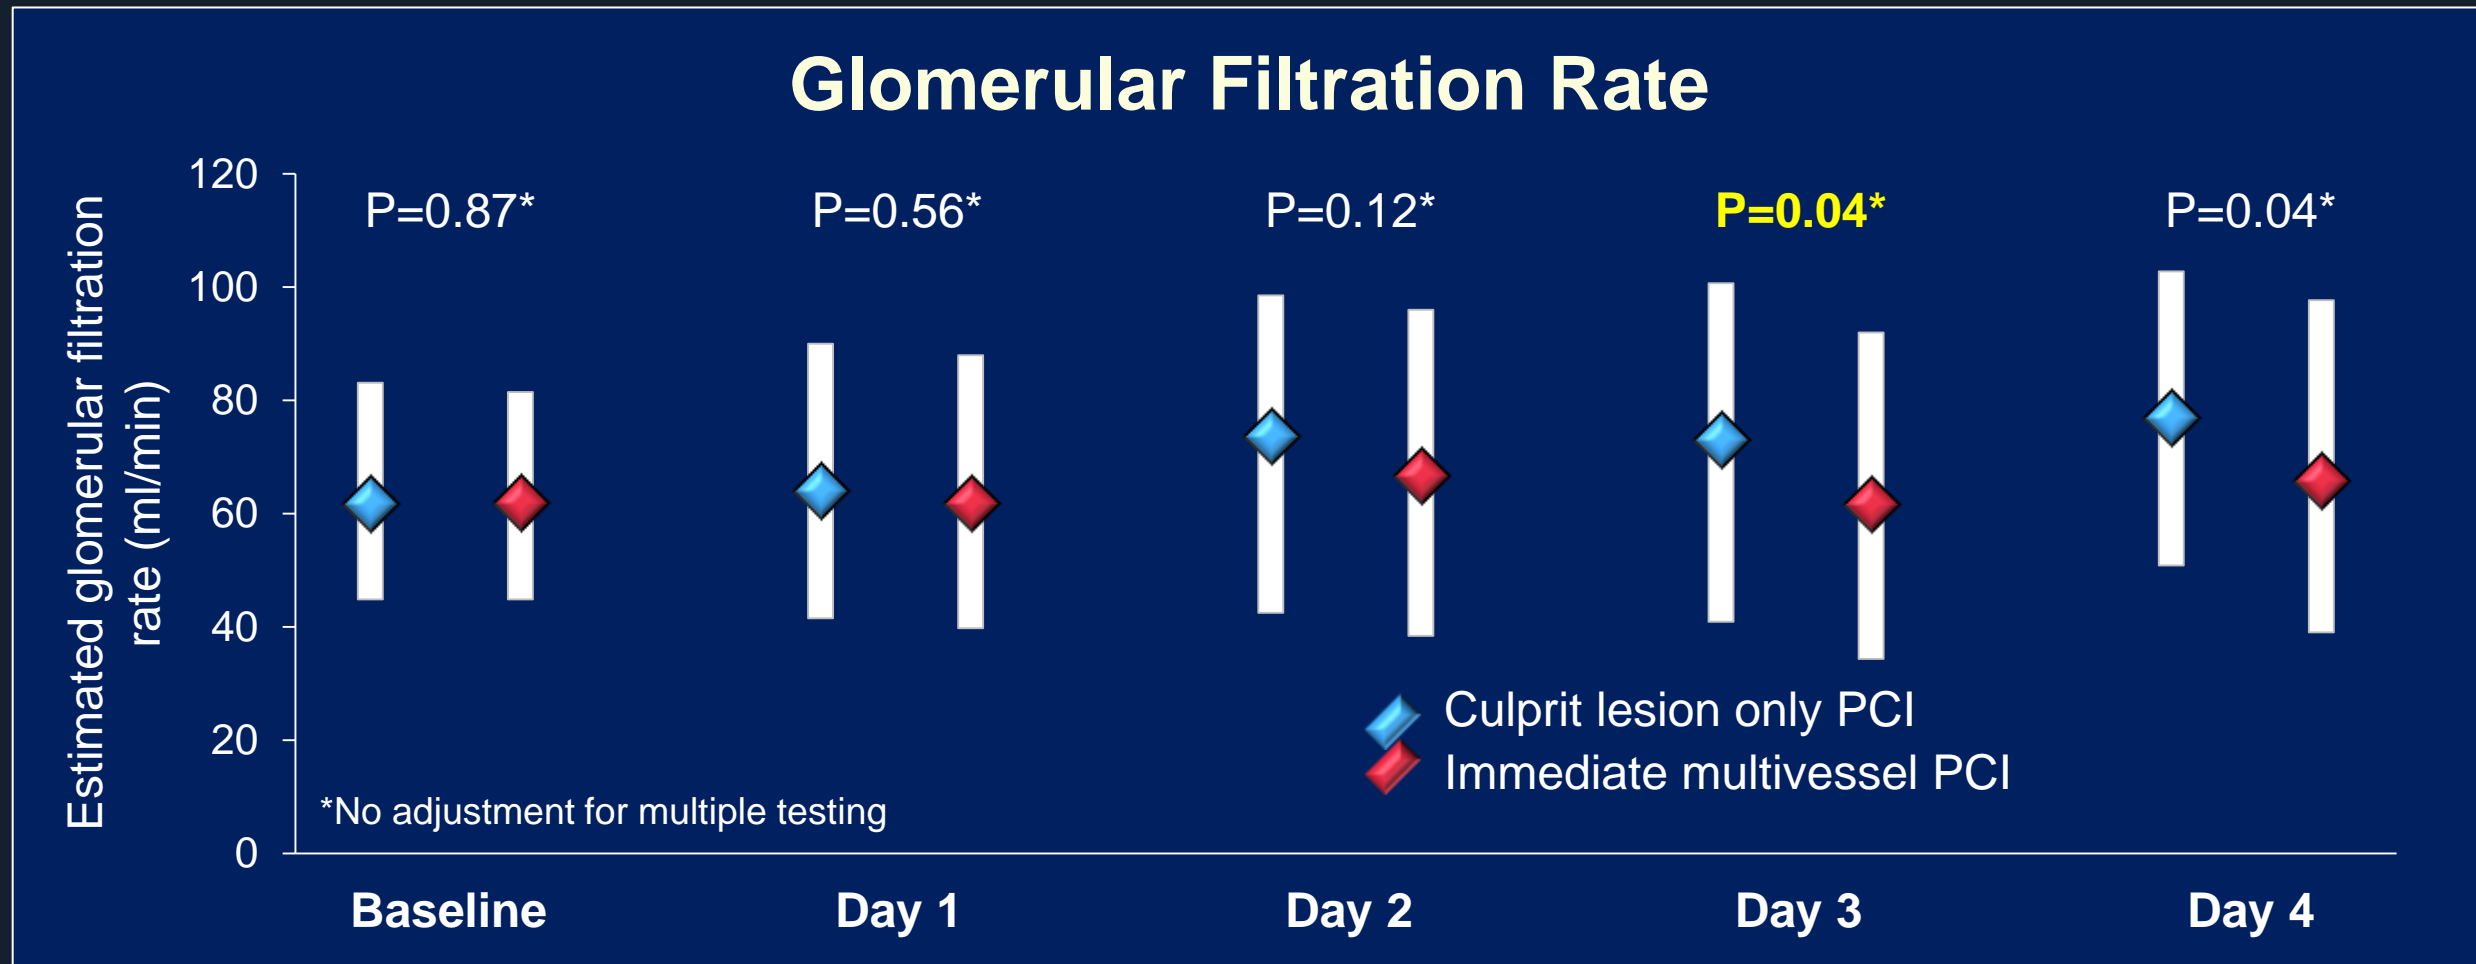 Glomerular Filtration Rate
Estimated glomerular filtration
rate (ml/min)
120
100
80
60
40
20
0
P=0.87*
P=0.56*
P=0.12*
P=0.04*
P=0.04*
Culprit lesion only PCI
Immediate multivessel PCI
*No adjustment for multiple testing
Baseline
Day 1
Day 2
Day 3
Day 4